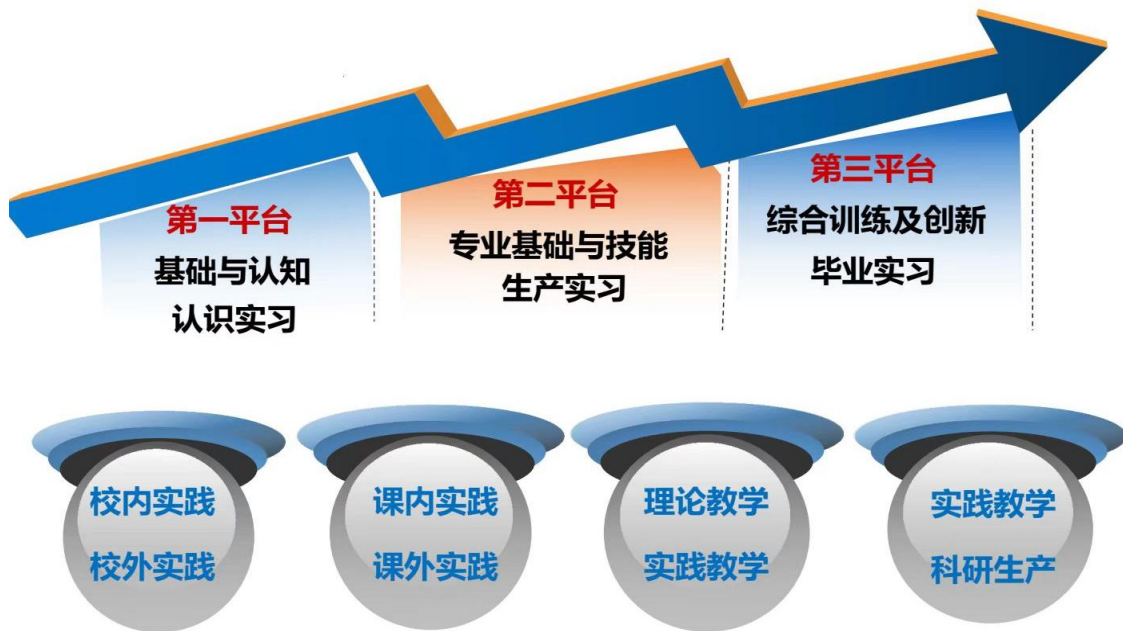 第一平台
基础与认知
认识实习
第二平台
专业基础与技能
生产实习
第三平台
综合训练及创新
毕业实习
校内实践
校外实践
课内实践
课外实践
理论教学
实践教学
实践教学
科研生产